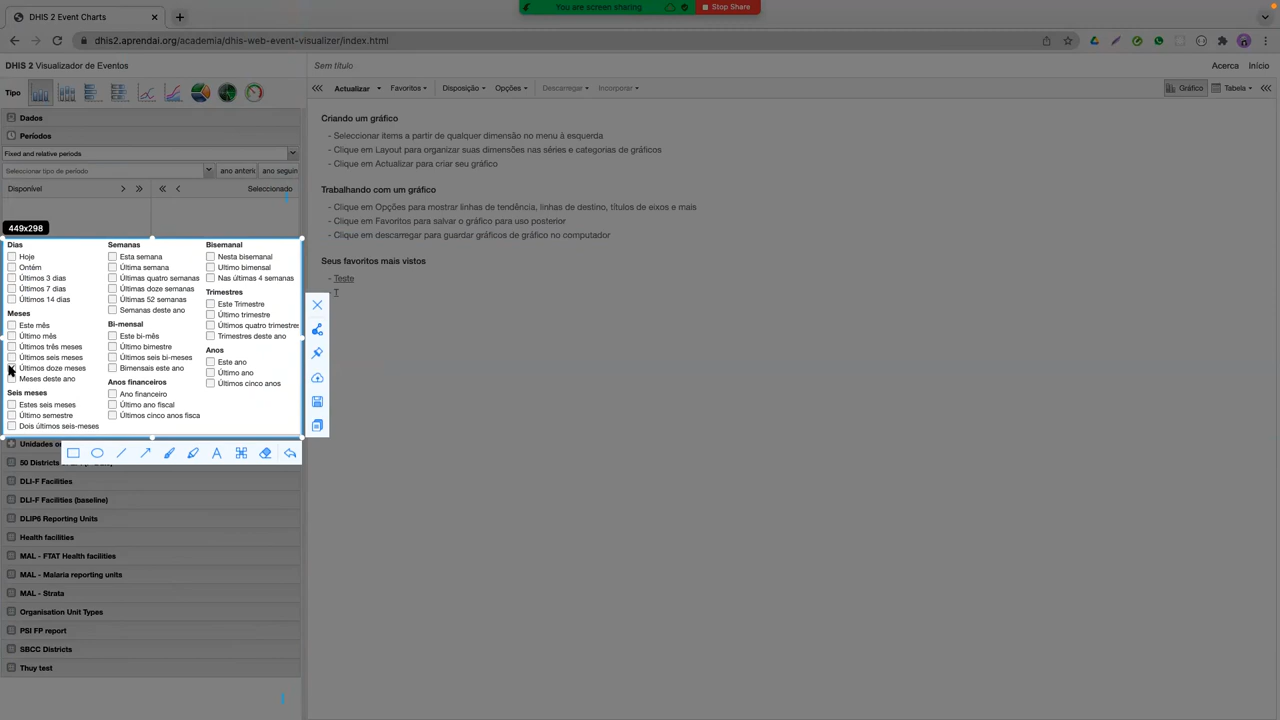 DHIS 2 Event Charts
You are screen sharing
Stop Share
dhis2.aprendai.org/academia/dhis-web-event-visualizer/index.html
DHIS 2 Visualizador de Eventos
Sem título
Acerca
Início
Tipo
Actualizar
Favoritos
Disposição
Opções
Descarregar
Incorporar
Gráfico
Tabela
Dados
Períodos
Fixed and relative periods
Seleccionar tipo de período
ano anteri
ano seguin
Disponível
Seleccionado
449x298
Dias
Hoje
Ontém
Últimos 3 dias
Últimos 7 dias
Últimos 14 dias
Meses
Este mês
Último mês
Últimos três meses
Últimos seis meses
Últimos doze meses
Meses deste ano
Seis meses
Estes seis meses
Último semestre
Dois últimos seis-meses
Semanas
Esta semana
Última semana
Últimas quatro semanas
Últimas doze semanas
Últimas 52 semanas
Semanas deste ano
Bi-mensal
Este bi-mês
Último bimestre
Últimos seis bi-meses
Bimensais este ano
Anos financeiros
Ano financeiro
Último ano fiscal
Últimos cinco anos fisca
Bisemanal
Nesta bisemanal
Ultimo bimensal
Nas últimas 4 semanas
Trimestres
Este Trimestre
Último trimestre
Últimos quatro trimestres
Trimestres deste ano
Anos
Este ano
Último ano
Últimos cinco anos
Unidades o
50 Districts
DLI-F Facilities
DLI-F Facilities (baseline)
DLIP6 Reporting Units
Health facilities
MAL - FTAT Health facilities
MAL - Malaria reporting units
MAL - Strata
Organisation Unit Types
PSI FP report
SBCC Districts
Thuy test
Criando um gráfico
- Seleccionar items a partir de qualquer dimensão no menu à esquerda
- Clique em Layout para organizar suas dimensões nas séries e categorias de gráficos
- Clique em Actualizar para criar seu gráfico
Trabalhando com um gráfico
- Clique em Opções para mostrar linhas de tendência, linhas de destino, títulos de eixos e mais
- Clique em Favoritos para salvar o gráfico para uso posterior
- Clique em descarregar para guardar gráficos de gráfico no computador
Seus favoritos mais vistos
- Teste
- T